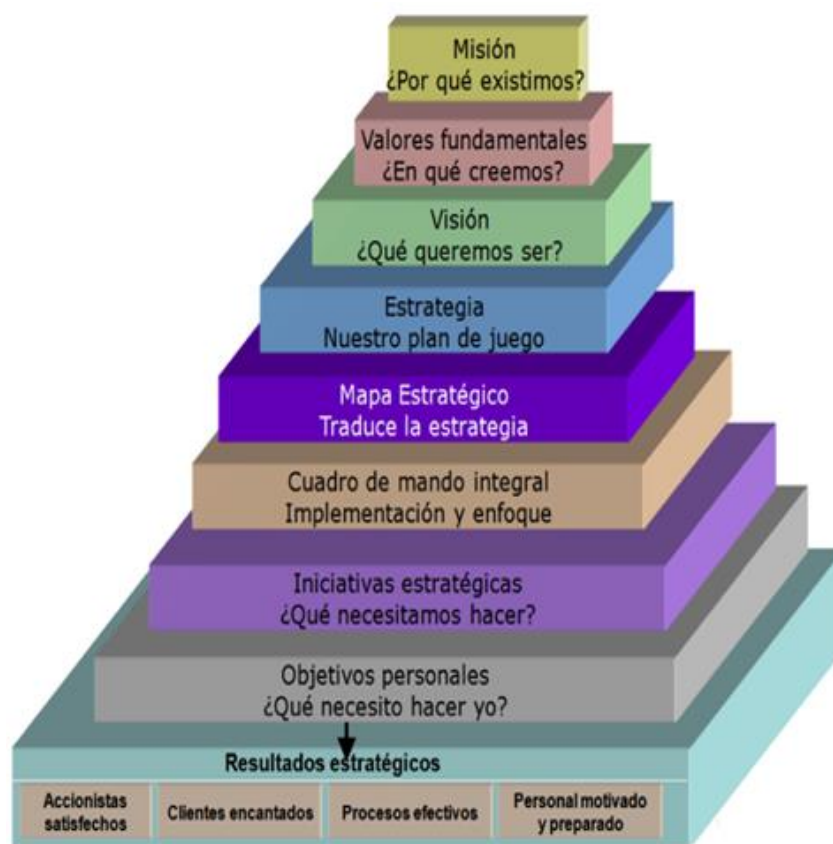 Misión
¿Por qué existimos?
Valores fundamentales
¿En qué creemos?
Visión
¿Qué queremos ser?
Estrategia
Nuestro plan de juego
Mapa Estratégico
Traduce la estrategia
Cuadro de mando integral
Implementación y enfoque
Iniciativas estratégicas
¿Qué necesitamos hacer?
Objetivos personales
¿Qué necesito hacer yo?
Resultados estratégicos
Accionistas
satisfechos
Clientes encantados
Procesos efectivos
Personal motivado
y preparado